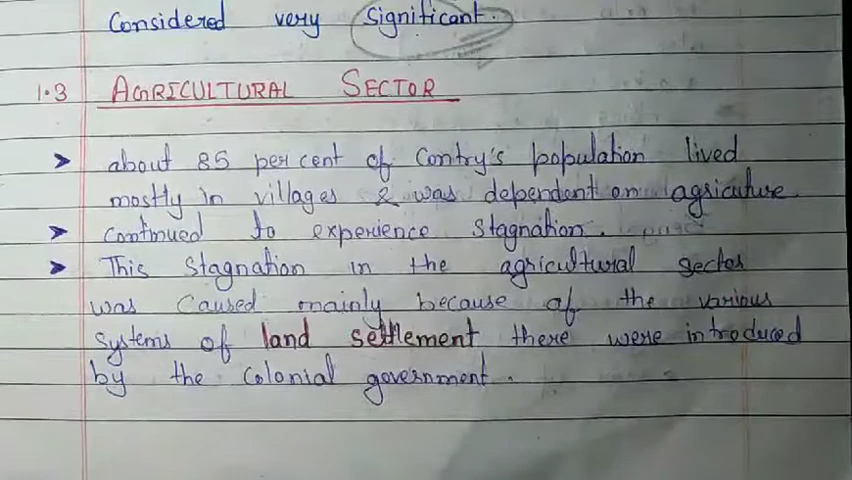 Considered very significant.
1.3 AGRICULTURAL SECTOR
➤ about 85 per cent of Contry's population lived
mostly in villages & was dependent on agricuture
➤ continued to experience stagnation.
➤ This stagnation in the agricultural sector
was caused mainly because of the various
systems of land settlement there were introduced
by the colonial government.